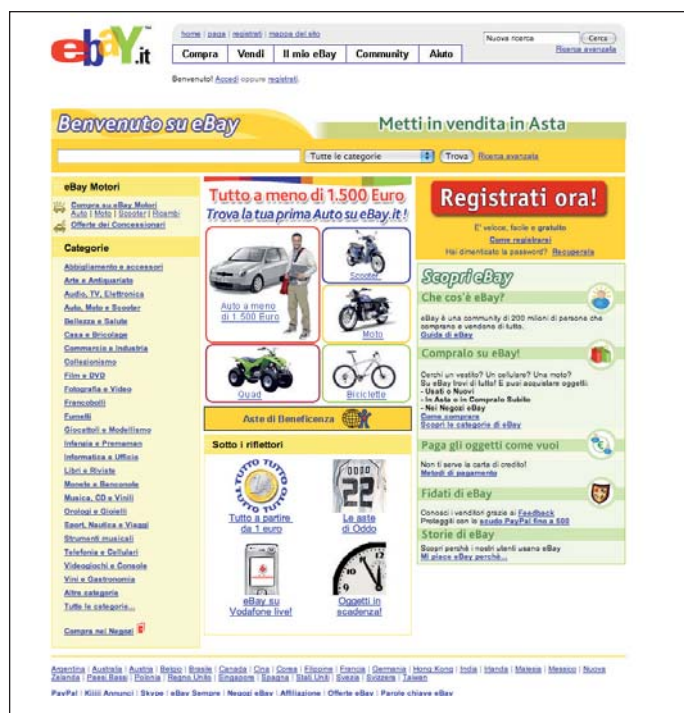 ebay.it
home | paga | registrati | mappa del sito
Compra Vendi Il mio eBay Community Aiuto
Nuova ricerca Cerca
Ricerca avanzata
Benvenuto! Accedi oppure registrati.
Benvenuto su eBay
Metti in vendita in Asta
Tutte le categorie Trova Ricerca avanzata
eBay Motori
Compra su eBay Motori
Auto | Moto | Scooter | Ricambi
Offerte dei Concessionari
Categorie
Abbigliamento e accessori
Arte e Antiquariato
Audio, TV, Elettronica
Auto, Moto e Scooter
Bellezza e Salute
Casa e Bricolage
Commercio e Industria
Collezionismo
Film e DVD
Fotografia e Video
Francobolli
Fumetti
Giocattoli e Modellismo
Infanzia e Premaman
Informatica e Ufficio
Libri e Riviste
Monete e Banconote
Musica, CD e Vinili
Orologi e Gioielli
Sport, Nautica e Viaggi
Strumenti musicali
Telefonia e Cellulari
Videogiochi e Console
Vini e Gastronomia
Altre categorie
Tutte le categorie...
Compra nei Negozi
Tutto a meno di 1.500 Euro
Trova la tua prima Auto su eBay.it!
Auto a meno
di 1.500 Euro
Scooter
Moto
Quad
Biciclette
Aste di Beneficenza
Sotto i riflettori
TUTTO TUTTO TUTTO
Tutto a partire
da 1 euro
ODDO
22
Le aste
di Oddo
eBay su
Vodafone live!
Oggetti in
scadenza!
Registrati ora!
E' veloce, facile e gratuito
Come registrarsi
Hai dimenticato la password? Recuperala
Scopri eBay
Che cos'è eBay?
eBay è una community di 200 milioni di persone che
comprano e vendono di tutto.
Guida di eBay
Compralo su eBay!
Cerchi un vestito? Un cellulare? Una moto?
Su eBay trovi di tutto! E puoi acquistare oggetti:
- Usati o Nuovi
- In Asta o in Compralo Subito
- Nei Negozi eBay
Come comprare
Scopri le categorie di eBay
Paga gli oggetti come vuoi
Non ti serve la carta di credito!
Metodi di pagamento
Fidati di eBay
Conosci i venditori grazie al Feedback
Proteggiti con lo scudo PayPal fino a 500
Storie di eBay
Scopri perchè i nostri utenti usano eBay
Mi piace eBay perchè...
Argentina | Australia | Austria | Belgio | Brasile | Canada | Cina | Corea | Filippine | Francia | Germania | Hong Kong | India | Irlanda | Malesia | Messico | Nuova
Zelanda | Paesi Bassi | Polonia | Regno Unito | Singapore | Spagna | Stati Uniti | Svezia | Svizzera | Taiwan
PayPal | Kijiji Annunci | Skype | eBay Sempre | Negozi eBay | Affiliazione | Offerte eBay | Parole chiave eBay